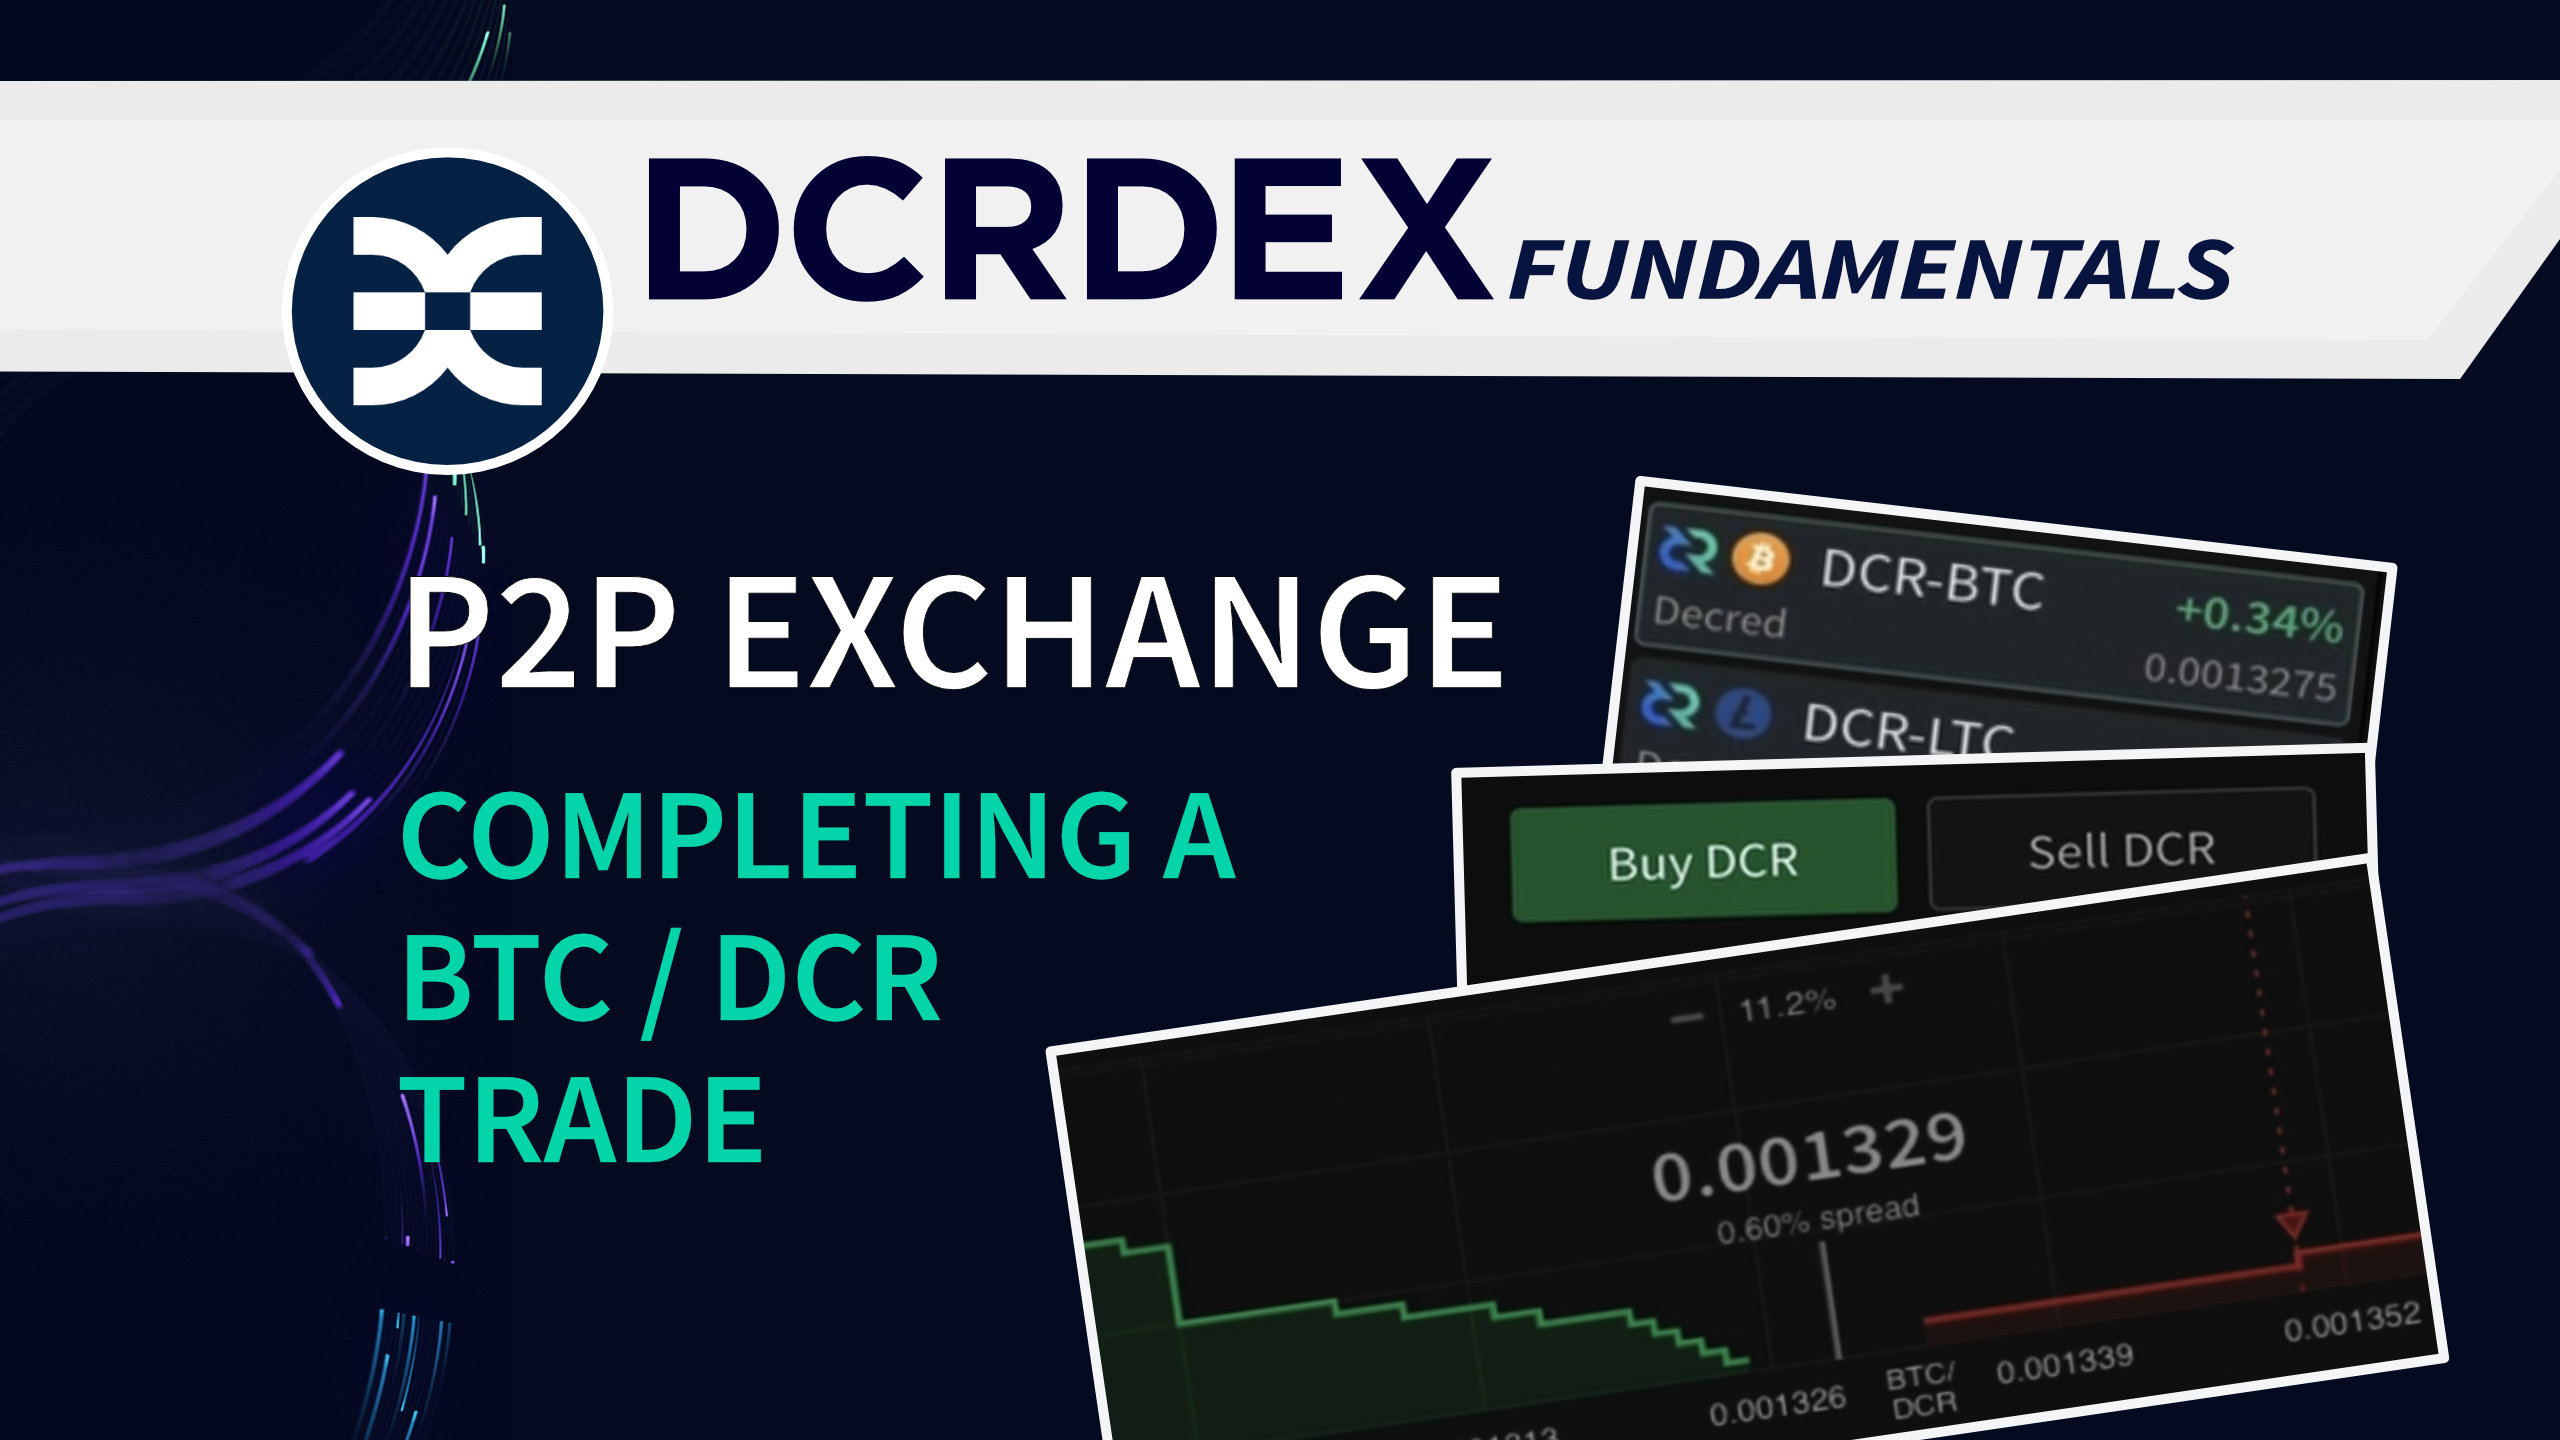 DCRDEX FUNDAMENTALS
P2P EXCHANGE
COMPLETING A
BTC / DCR
TRADE
DCR-BTC
Decred
+0.34%
0.0013275
DCR-LTC
Buy DCR
Sell DCR
− 11.2% +
0.001329
0.60% spread
0.001326
BTC/
DCR
0.001339
0.001352